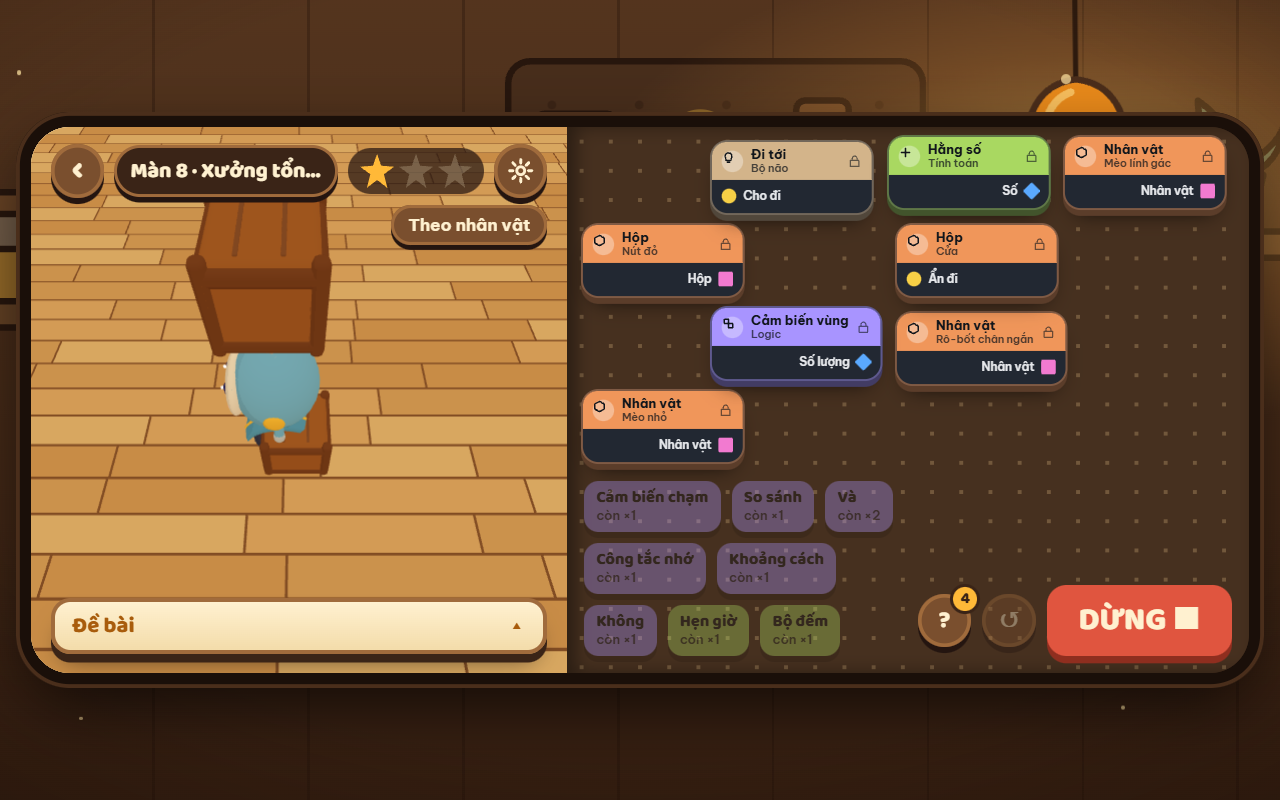 Màn 8 · Xưởng tổn...
Theo nhân vật
Đề bài
Đi tới
Bộ não
Cho đi
Hằng số
Tính toán
Số
Nhân vật
Mèo lính gác
Nhân vật
Hộp
Nút đỏ
Hộp
Hộp
Cửa
Ẩn đi
Cảm biến vùng
Logic
Số lượng
Nhân vật
Rô-bốt chân ngắn
Nhân vật
Nhân vật
Mèo nhỏ
Nhân vật
Cảm biến chạm
còn ×1
So sánh
còn ×1
Và
còn ×2
Công tắc nhớ
còn ×1
Khoảng cách
còn ×1
Không
còn ×1
Hẹn giờ
còn ×1
Bộ đếm
còn ×1
?
4
DỪNG